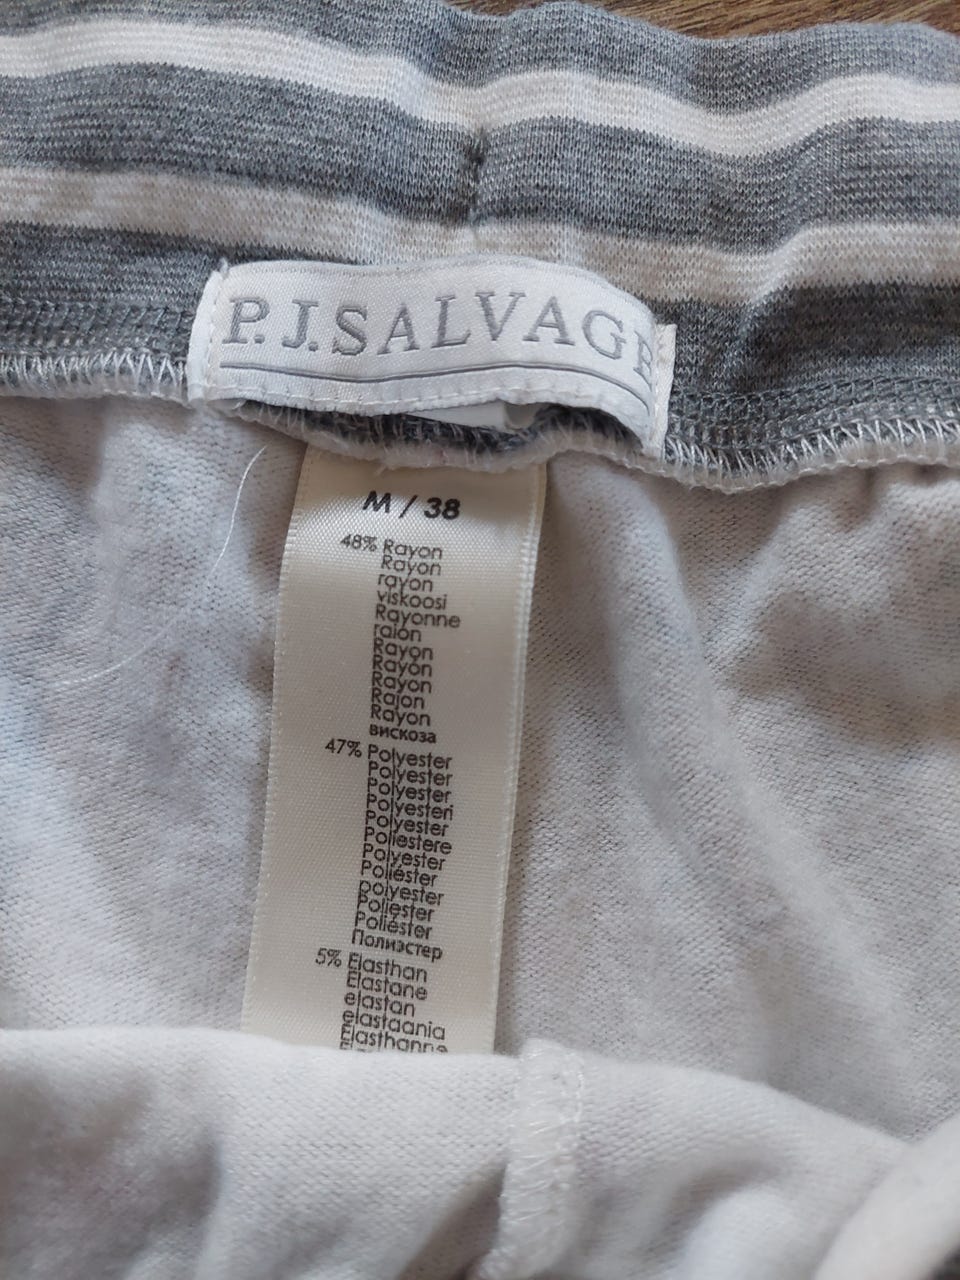 P.J.SALVAGE
M / 38
48% Rayon
Rayon
rayon
viskoosi
Rayonne
raion
Rayon
Rayón
Rayon
Rajon
Rayon
вискоза
47% Polyester
Polyester
Polyester
Polyesteri
Polyester
Poliestere
Polyester
Poliéster
polyester
Poliester
Poliéster
Полиэстер
5% Elasthan
Elastane
elastan
elastaania
Elasthanne